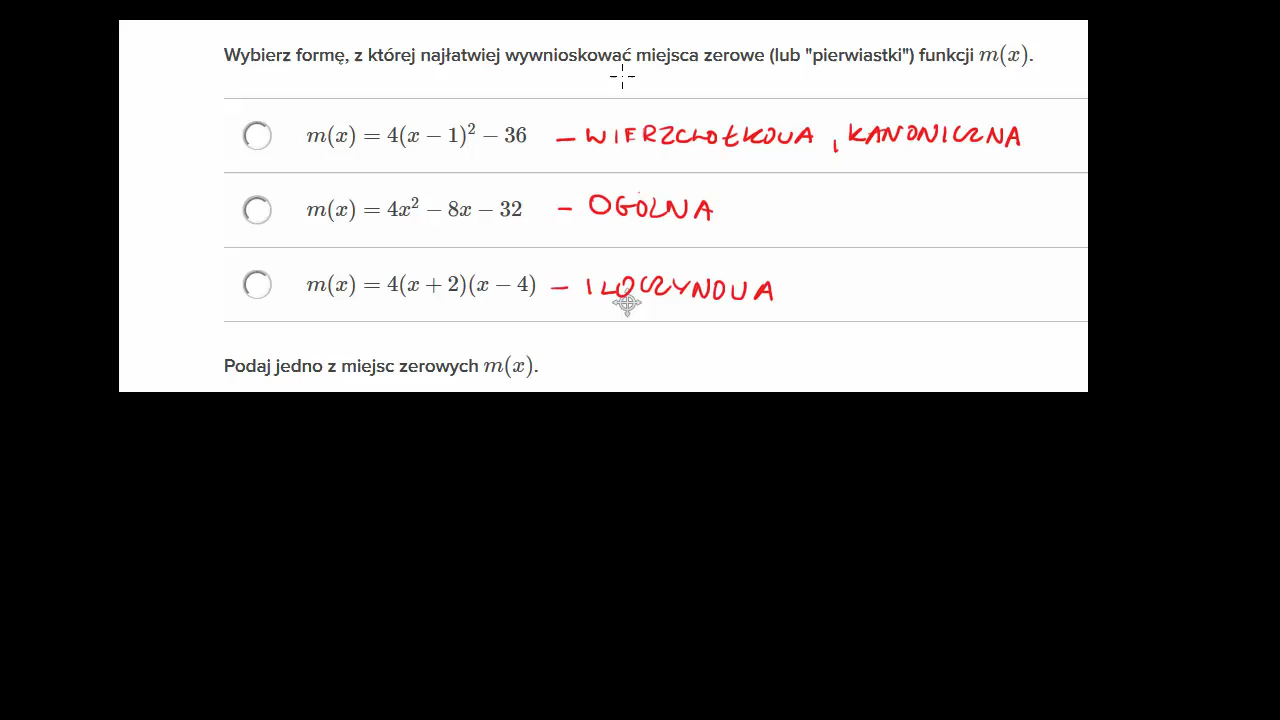 Wybierz formę, z której najłatwiej wywnioskować miejsca zerowe (lub "pierwiastki") funkcji m(x).
m(x) = 4(x − 1)² − 36 – WIERZCHOŁKOWA, KANONICZNA
m(x) = 4x² − 8x − 32 – OGÓLNA
m(x) = 4(x + 2)(x − 4) – ILOCZYNOWA
Podaj jedno z miejsc zerowych m(x).